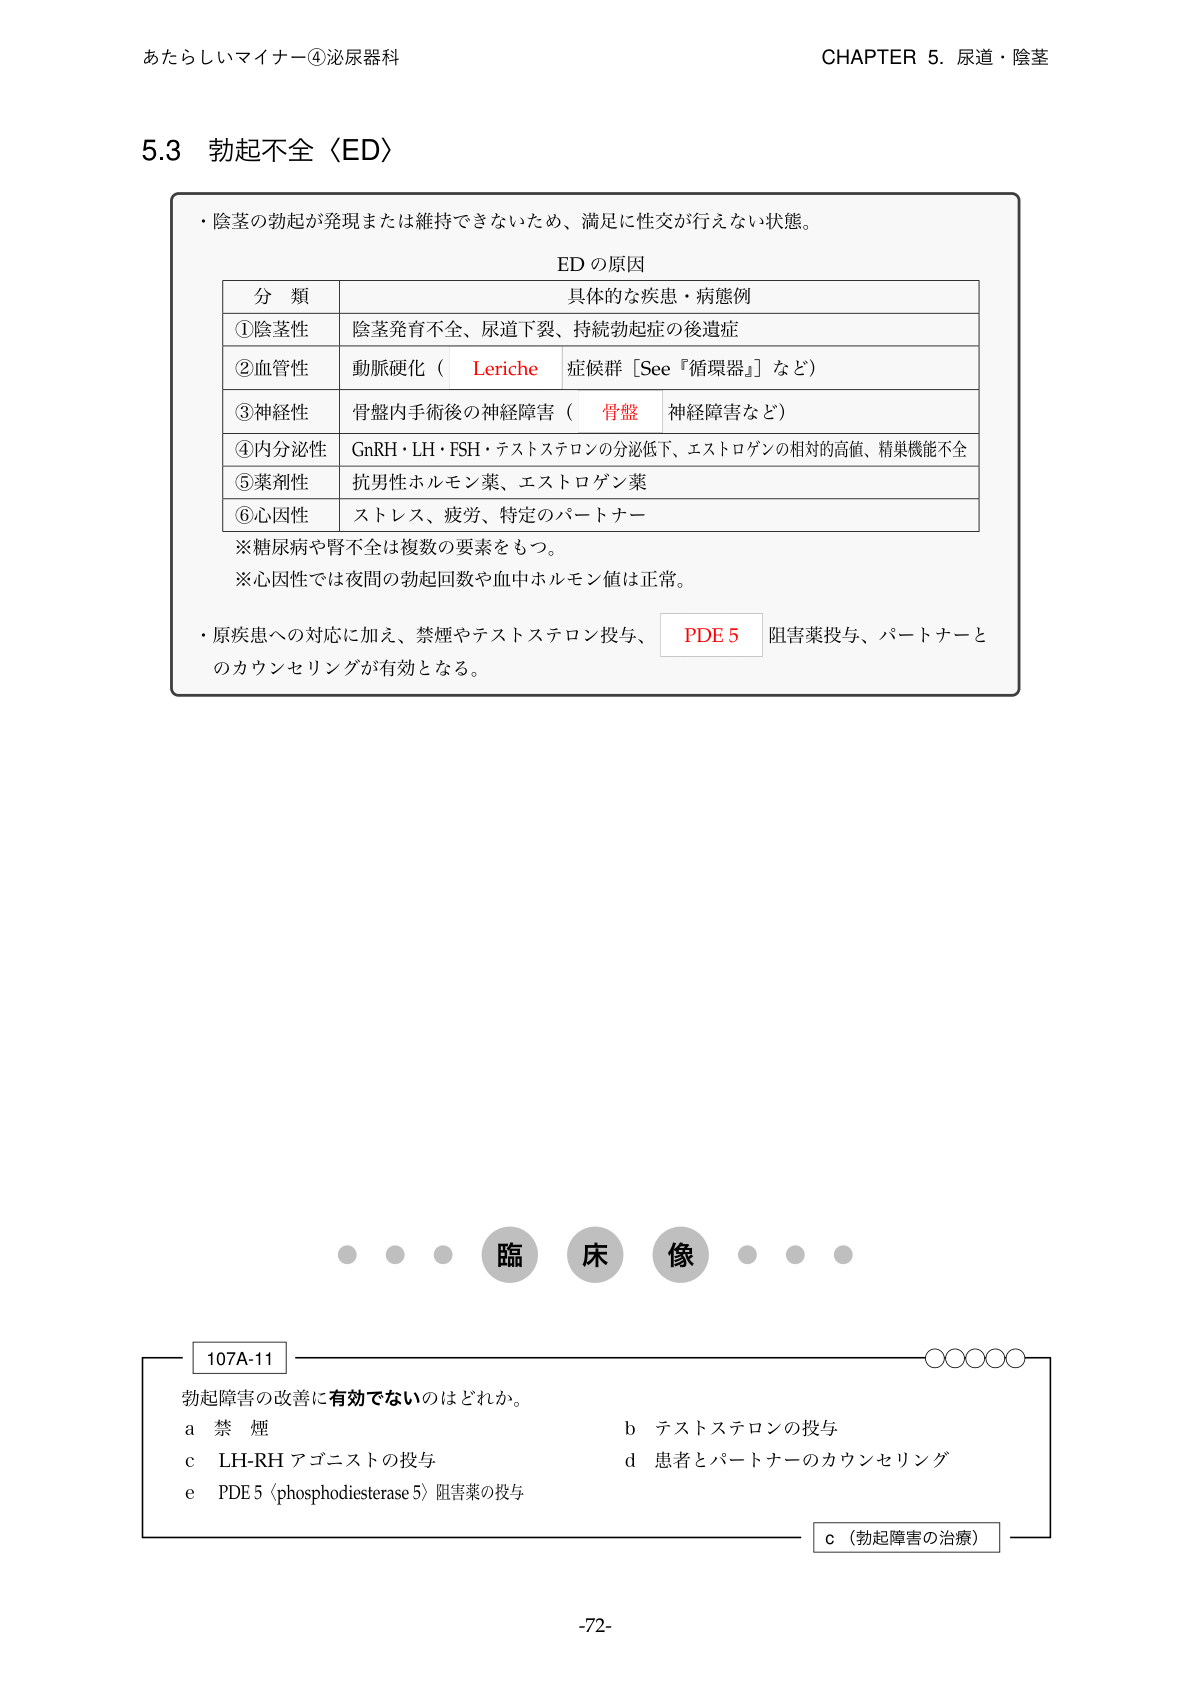 あたらしいマイナー④泌尿器科
CHAPTER 5. 尿道・陰茎
5.3 勃起不全〈ED〉
・陰茎の勃起が発現または維持できないため、満足に性交が行えない状態。
ED の原因
分 類 具体的な疾患・病態例
①陰茎性 陰茎発育不全、尿道下裂、持続勃起症の後遺症
②血管性 動脈硬化（ Leriche 症候群［See『循環器』］など）
③神経性 骨盤内手術後の神経障害（ 骨盤 神経障害など）
④内分泌性 GnRH・LH・FSH・テストステロンの分泌低下、エストロゲンの相対的高値、精巣機能不全
⑤薬剤性 抗男性ホルモン薬、エストロゲン薬
⑥心因性 ストレス、疲労、特定のパートナー
※糖尿病や腎不全は複数の要素をもつ。
※心因性では夜間の勃起回数や血中ホルモン値は正常。
・原疾患への対応に加え、禁煙やテストステロン投与、 PDE 5 阻害薬投与、パートナーと
のカウンセリングが有効となる。
臨 床 像
107A-11
勃起障害の改善に有効でないのはどれか。
a 禁 煙
b テストステロンの投与
c LH-RH アゴニストの投与
d 患者とパートナーのカウンセリング
e PDE 5〈phosphodiesterase 5〉阻害薬の投与
c （勃起障害の治療）
-72-